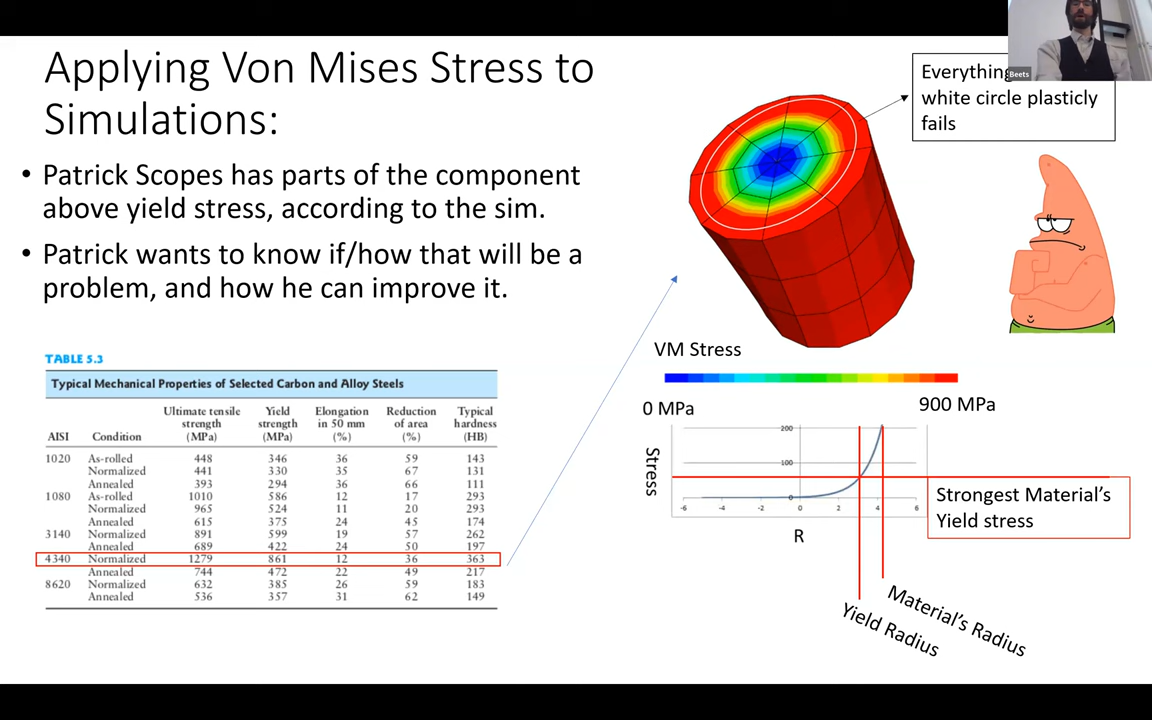 Applying Von Mises Stress to
Simulations:
• Patrick Scopes has parts of the component
above yield stress, according to the sim.
• Patrick wants to know if/how that will be a
problem, and how he can improve it.
TABLE 5.3
Typical Mechanical Properties of Selected Carbon and Alloy Steels
AISI Condition Ultimate tensile strength (MPa) Yield strength (MPa) Elongation in 50 mm (%) Reduction of area (%) Typical hardness (HB)
1020 As-rolled 448 346 36 59 143
Normalized 441 330 35 67 131
Annealed 393 294 36 66 111
1080 As-rolled 1010 586 12 17 293
Normalized 965 524 11 20 293
Annealed 615 375 24 45 174
3140 Normalized 891 599 19 57 262
Annealed 689 422 24 50 197
4340 Normalized 1279 861 12 36 363
Annealed 744 472 22 49 217
8620 Normalized 632 385 26 59 183
Annealed 536 357 31 62 149
Everything
white circle plasticly
fails
Beets
VM Stress
0 MPa
900 MPa
Stress
200
100
0
-6 -4 -2 0 2 4 6
R
Strongest Material's
Yield stress
Yield Radius
Material's Radius